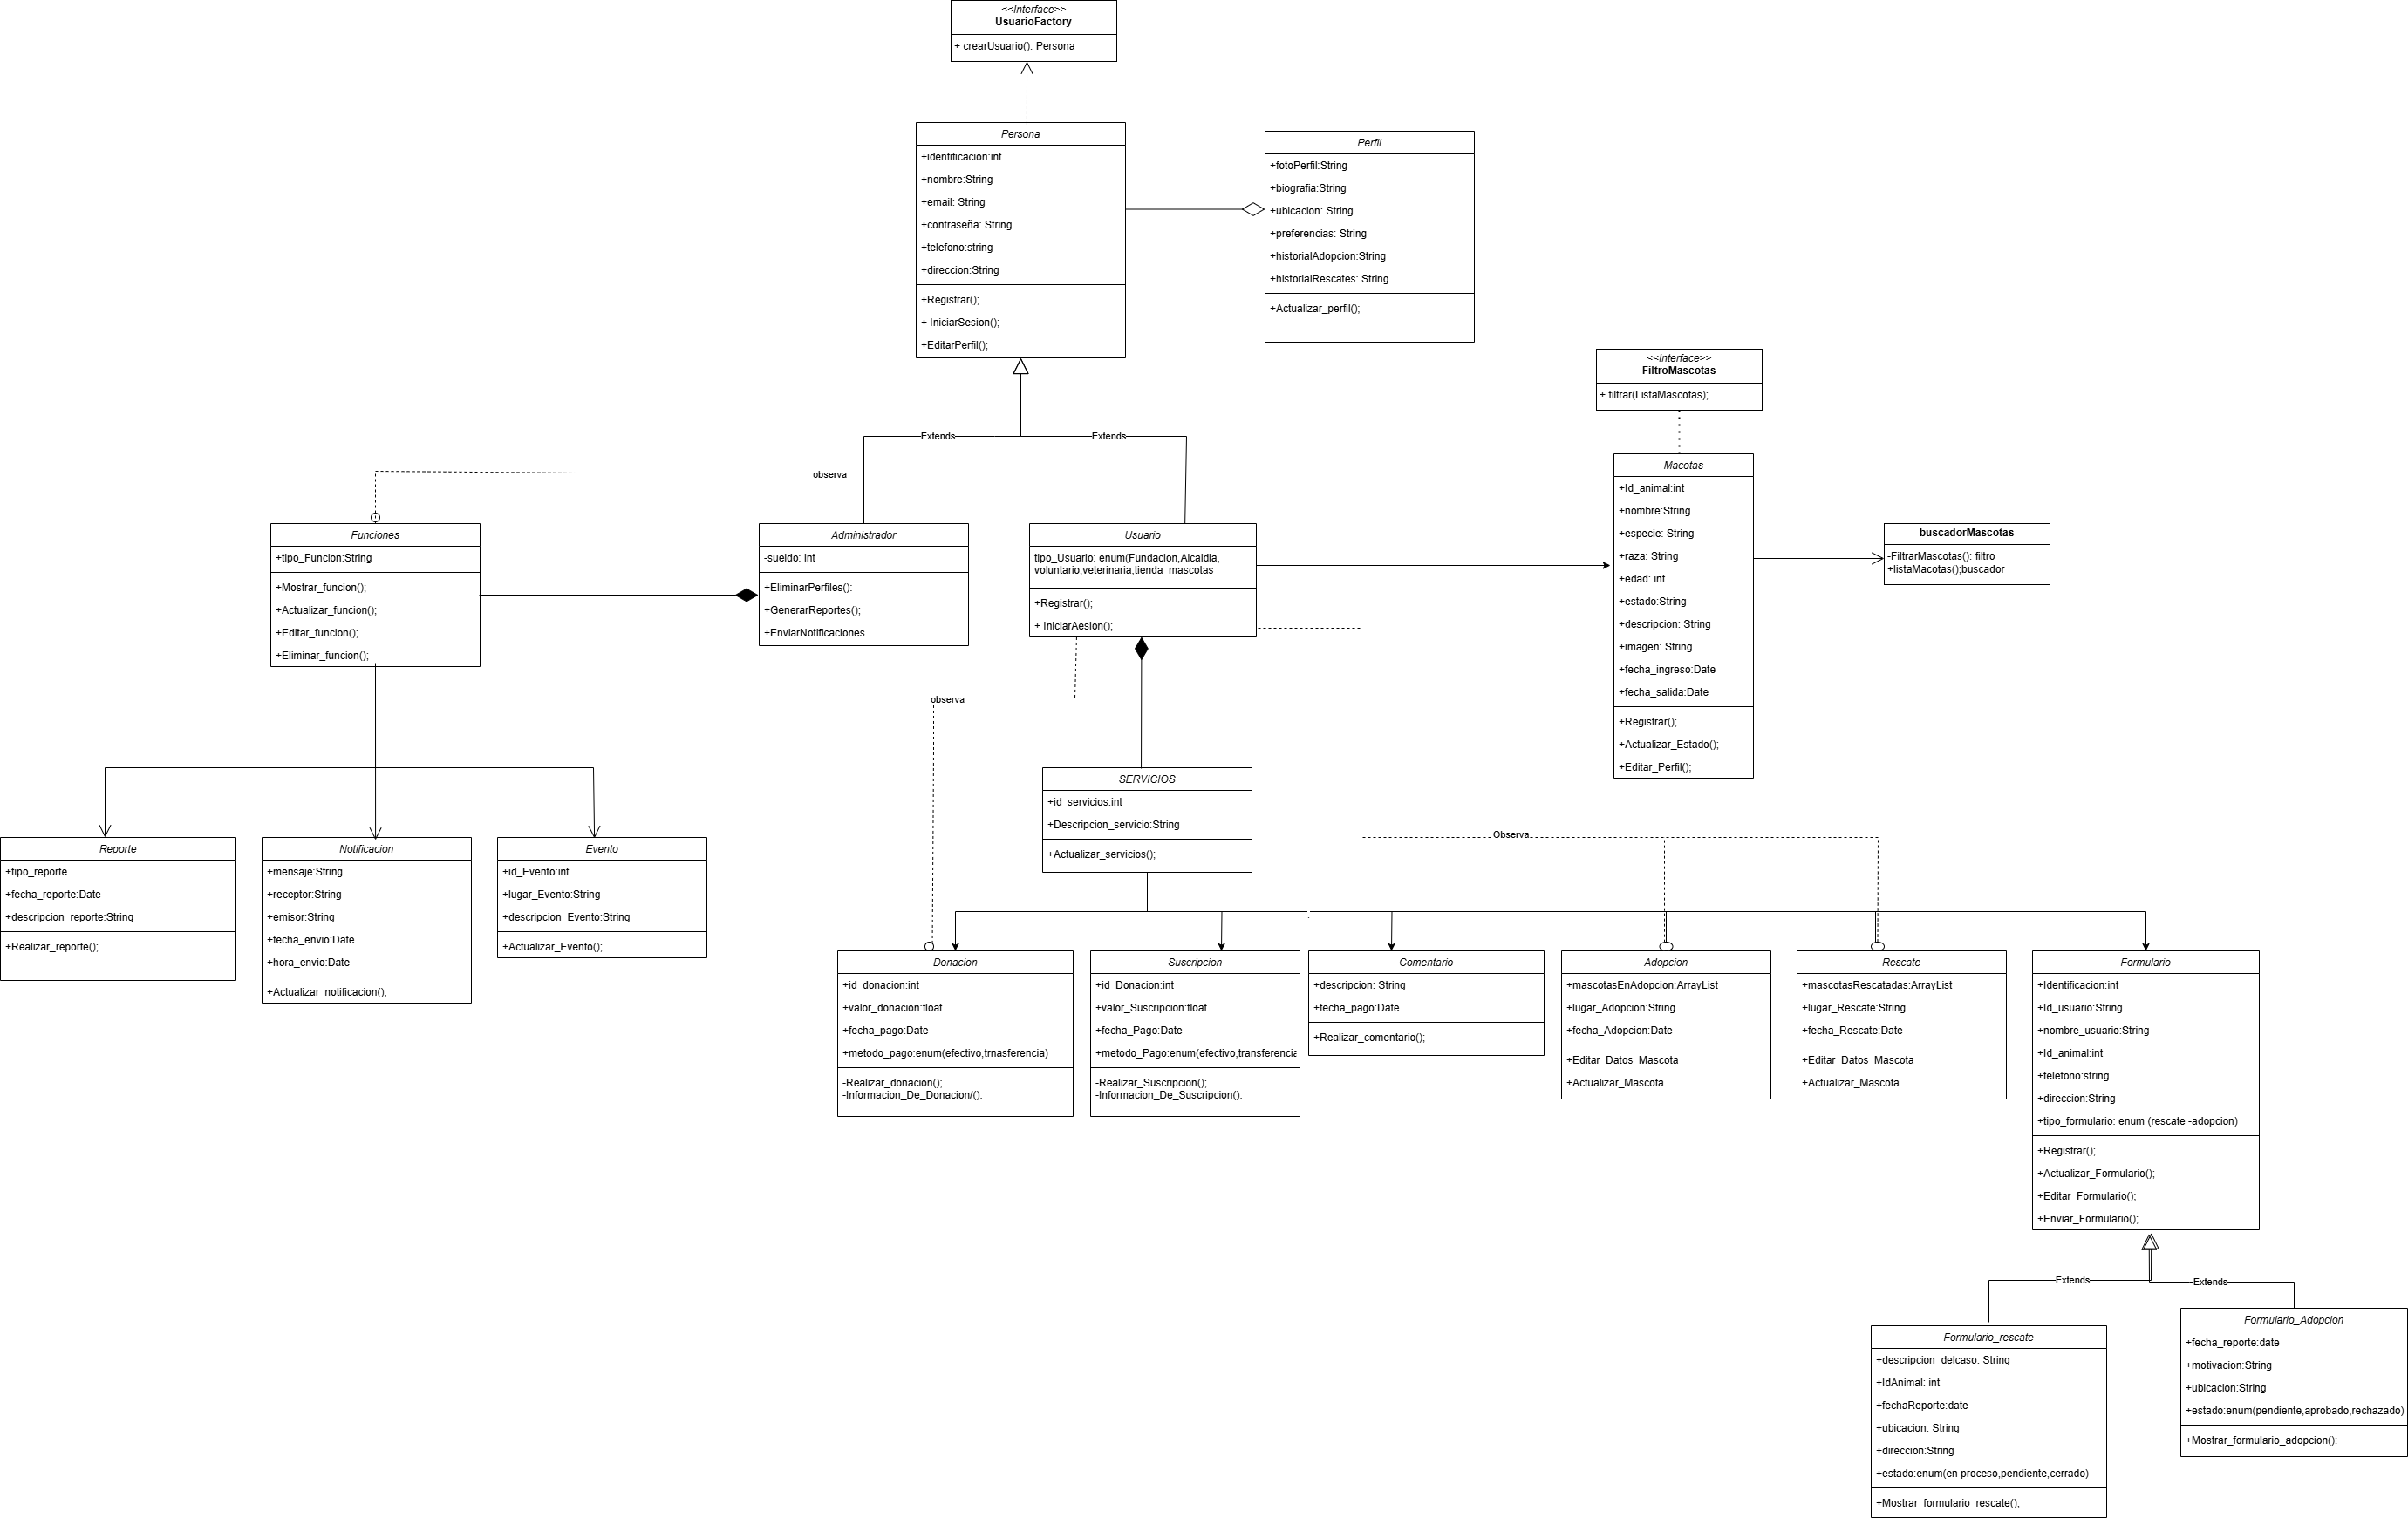 <<Interface>>
UsuarioFactory
+ crearUsuario(): Persona
Persona
+identificacion:int
+nombre:String
+email: String
+contraseña: String
+telefono:string
+direccion:String
+Registrar();
+ IniciarSesion();
+EditarPerfil();
Perfil
+fotoPerfil:String
+biografia:String
+ubicacion: String
+preferencias: String
+historialAdopcion:String
+historialRescates: String
+Actualizar_perfil();
<<Interface>>
FiltroMascotas
+ filtrar(ListaMascotas);
Extends
Extends
observa
Funciones
+tipo_Funcion:String
+Mostrar_funcion();
+Actualizar_funcion();
+Editar_funcion();
+Eliminar_funcion();
Administrador
-sueldo: int
+EliminarPerfiles():
+GenerarReportes();
+EnviarNotificaciones
Usuario
tipo_Usuario: enum(Fundacion,Alcaldia,
voluntario,veterinaria,tienda_mascotas
+Registrar();
+ IniciarAesion();
Macotas
+Id_animal:int
+nombre:String
+especie: String
+raza: String
+edad: int
+estado:String
+descripcion: String
+imagen: String
+fecha_ingreso:Date
+fecha_salida:Date
+Registrar();
+Actualizar_Estado();
+Editar_Perfil();
buscadorMascotas
-FiltrarMascotas(): filtro
+listaMacotas();buscador
observa
SERVICIOS
+id_servicios:int
+Descripcion_servicio:String
+Actualizar_servicios();
Observa
Reporte
+tipo_reporte
+fecha_reporte:Date
+descripcion_reporte:String
+Realizar_reporte();
Notificacion
+mensaje:String
+receptor:String
+emisor:String
+fecha_envio:Date
+hora_envio:Date
+Actualizar_notificacion();
Evento
+id_Evento:int
+lugar_Evento:String
+descripcion_Evento:String
+Actualizar_Evento();
Donacion
+id_donacion:int
+valor_donacion:float
+fecha_pago:Date
+metodo_pago:enum(efectivo,trnasferencia)
-Realizar_donacion();
-Informacion_De_Donacion/():
Suscripcion
+id_Donacion:int
+valor_Suscripcion:float
+fecha_Pago:Date
+metodo_Pago:enum(efectivo,transferencia
-Realizar_Suscripcion();
-Informacion_De_Suscripcion():
Comentario
+descripcion: String
+fecha_pago:Date
+Realizar_comentario();
Adopcion
+mascotasEnAdopcion:ArrayList
+lugar_Adopcion:String
+fecha_Adopcion:Date
+Editar_Datos_Mascota
+Actualizar_Mascota
Rescate
+mascotasRescatadas:ArrayList
+lugar_Rescate:String
+fecha_Rescate:Date
+Editar_Datos_Mascota
+Actualizar_Mascota
Formulario
+Identificacion:int
+Id_usuario:String
+nombre_usuario:String
+Id_animal:int
+telefono:string
+direccion:String
+tipo_formulario: enum (rescate -adopcion)
+Registrar();
+Actualizar_Formulario();
+Editar_Formulario();
+Enviar_Formulario();
Extends
Extends
Formulario_rescate
+descripcion_delcaso: String
+IdAnimal: int
+fechaReporte:date
+ubicacion: String
+direccion:String
+estado:enum(en proceso,pendiente,cerrado)
+Mostrar_formulario_rescate();
Formulario_Adopcion
+fecha_reporte:date
+motivacion:String
+ubicacion:String
+estado:enum(pendiente,aprobado,rechazado)
+Mostrar_formulario_adopcion():